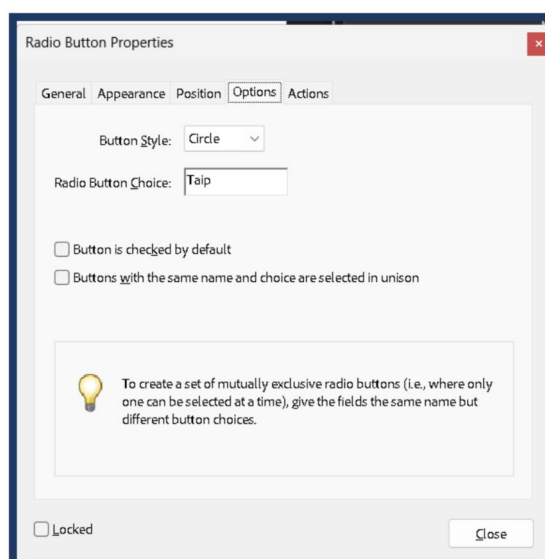 Radio Button Properties
×
General Appearance Position Options Actions
Button Style: Circle
Radio Button Choice: Taip
Button is checked by default
Buttons with the same name and choice are selected in unison
To create a set of mutually exclusive radio buttons (i.e., where only
one can be selected at a time), give the fields the same name but
different button choices.
Locked
Close